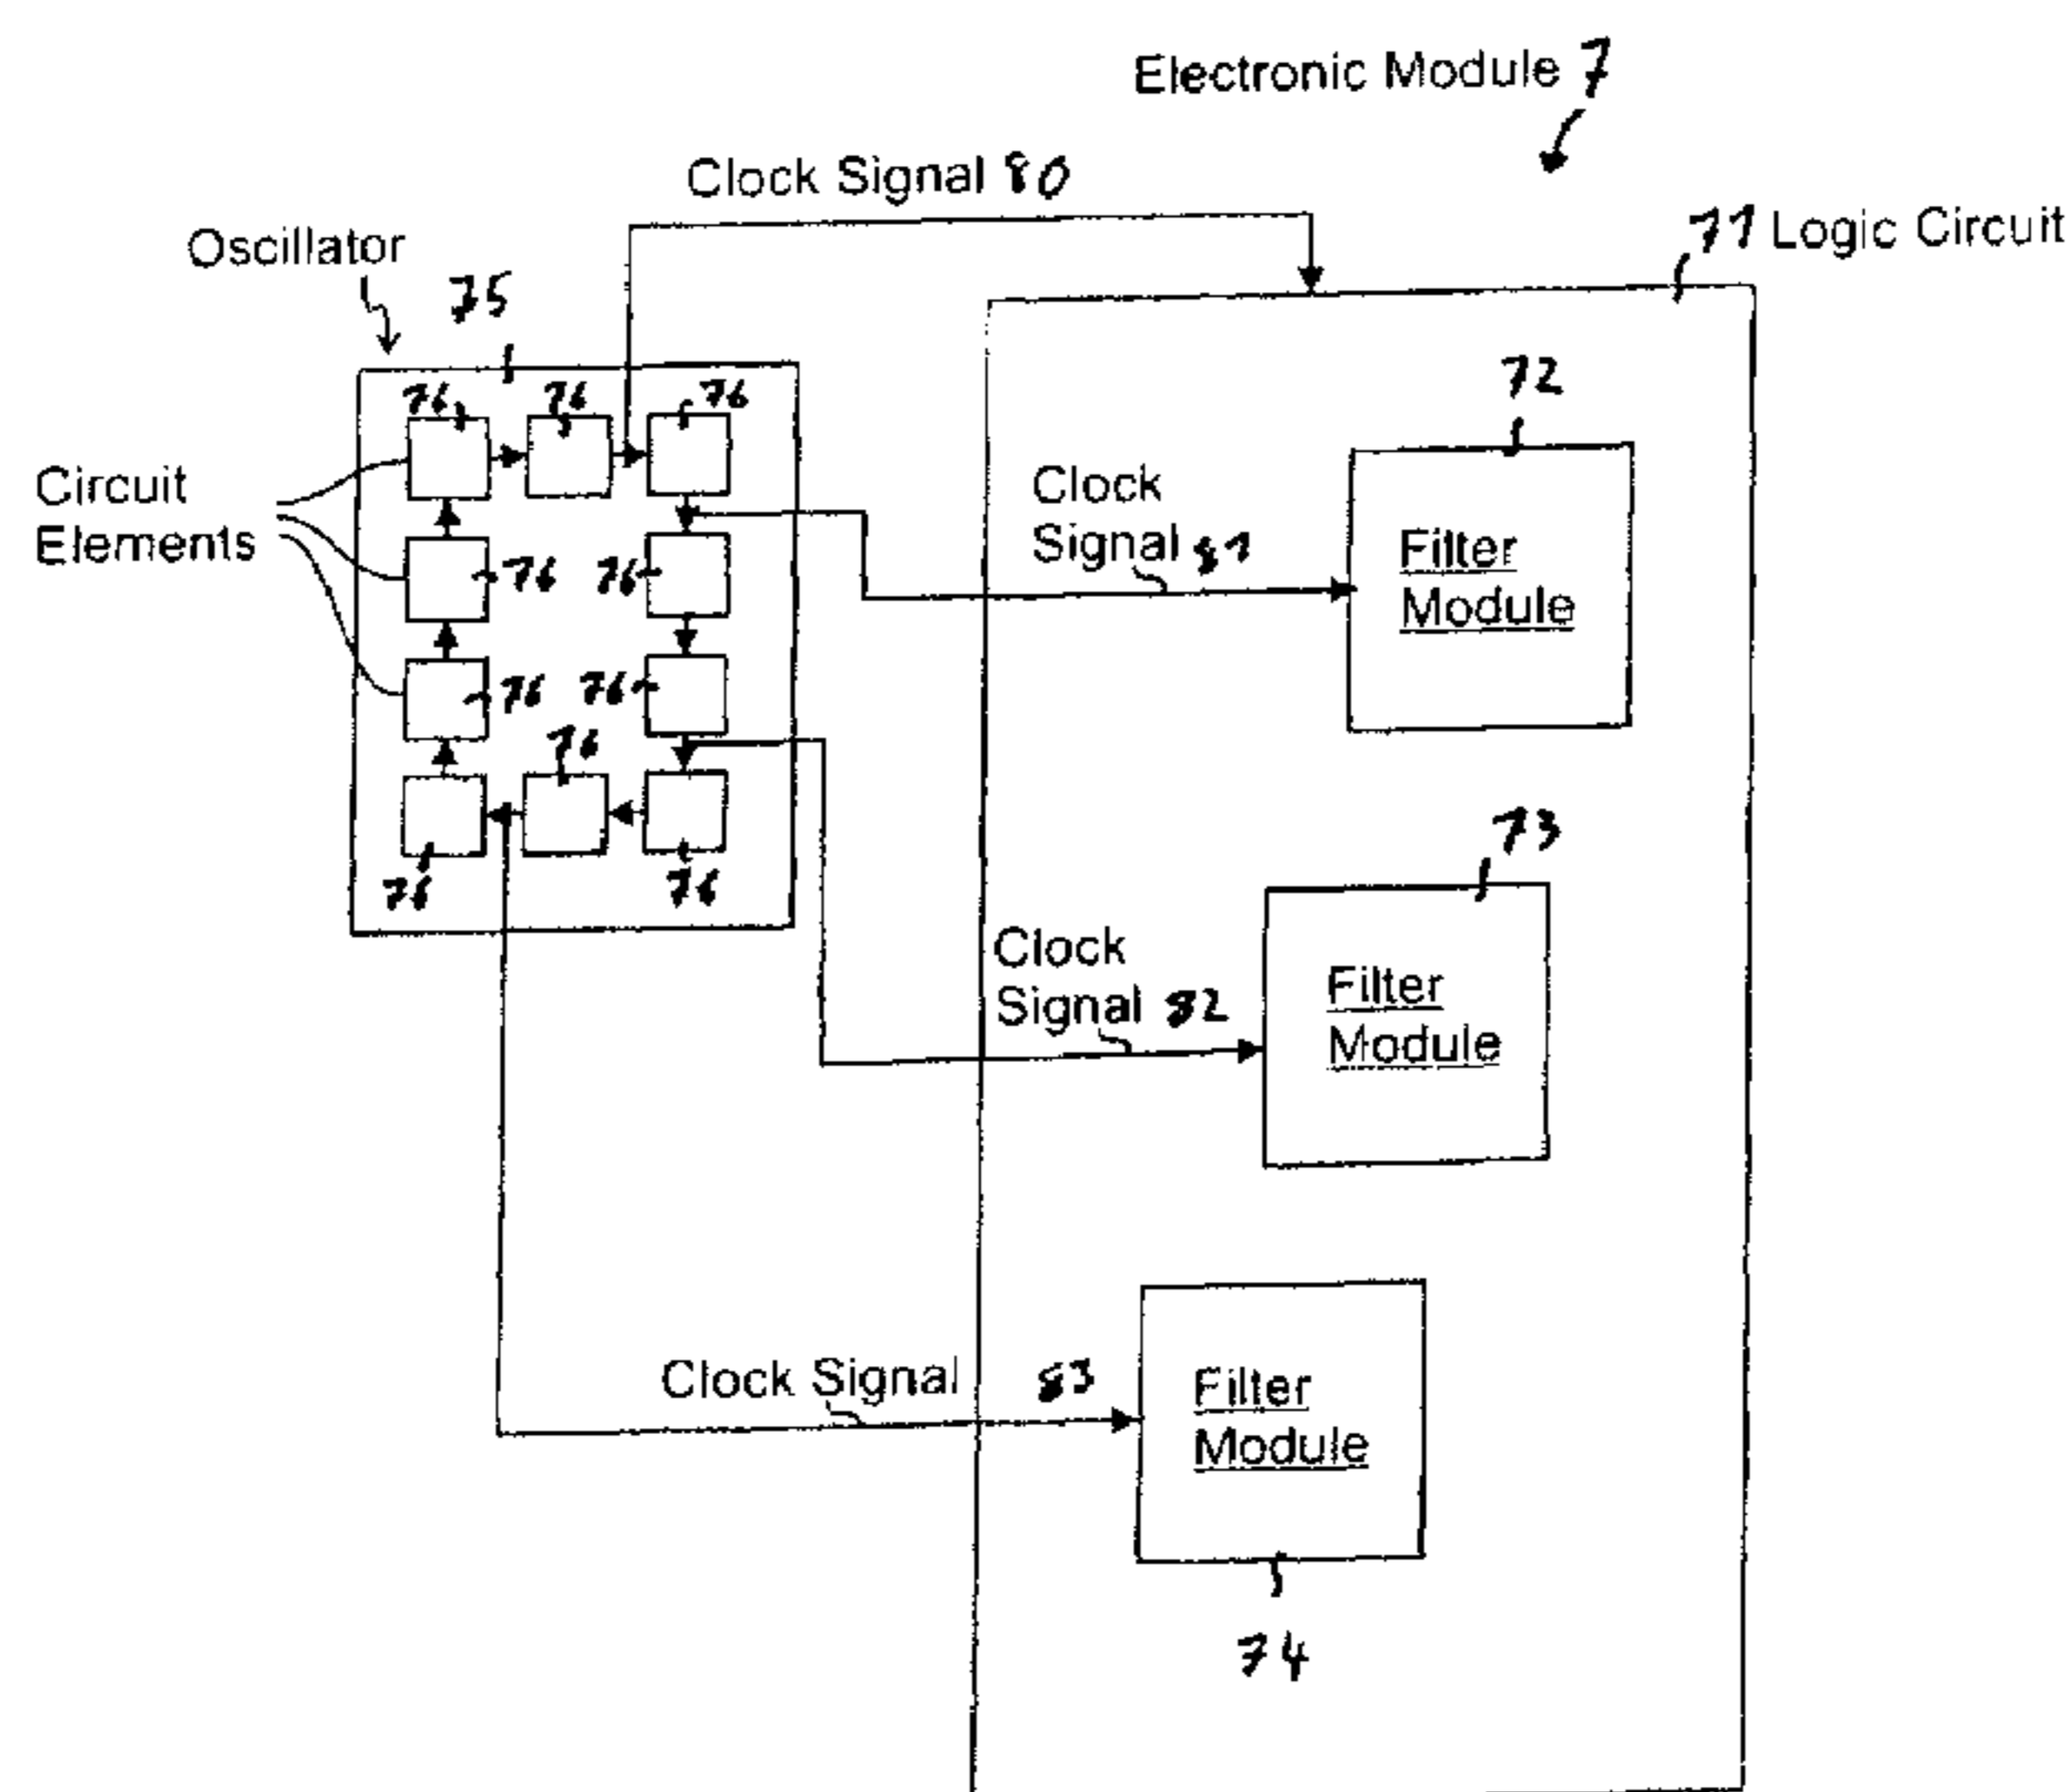 Electronic Module 7
Clock Signal 80
71 Logic Circuit
Oscillator
75
72
76 76 76
Circuit
Elements
Clock
Signal 81
Filter
Module
76 76
76 76
76
73
76 76
Clock
Signal 82
Filter
Module
Clock Signal 83
Filter
Module
74